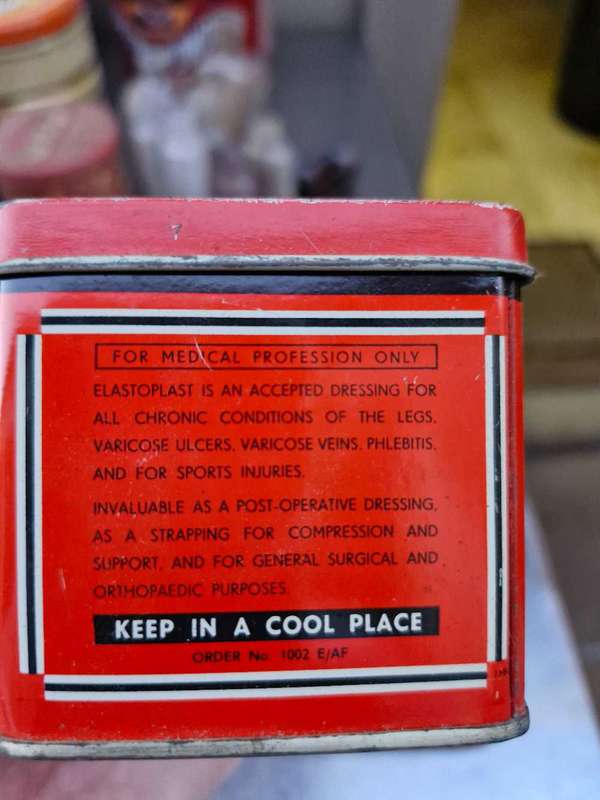 FOR MEDICAL PROFESSION ONLY
ELASTOPLAST IS AN ACCEPTED DRESSING FOR
ALL CHRONIC CONDITIONS OF THE LEGS,
VARICOSE ULCERS, VARICOSE VEINS, PHLEBITIS,
AND FOR SPORTS INJURIES.
INVALUABLE AS A POST-OPERATIVE DRESSING,
AS A STRAPPING FOR COMPRESSION AND
SUPPORT, AND FOR GENERAL SURGICAL AND
ORTHOPAEDIC PURPOSES.
KEEP IN A COOL PLACE
ORDER No. 1002 E/AF